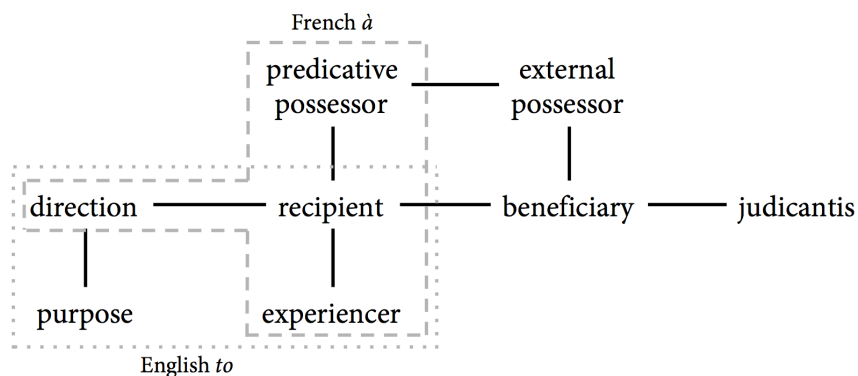 French à
predicative possessor
external possessor
direction
recipient
beneficiary
judicantis
purpose
experiencer
English to